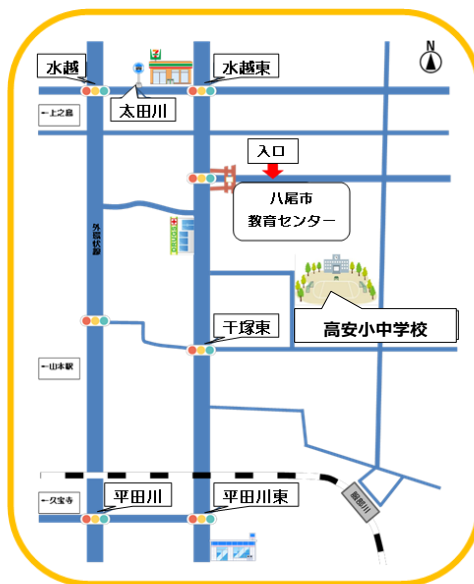 N
水越
水越東
太田川
←上之島
入口
八尾市
教育センター
外環状線
高安小中学校
千塚東
←山本駅
平田川
平田川東
←久宝寺
服部川